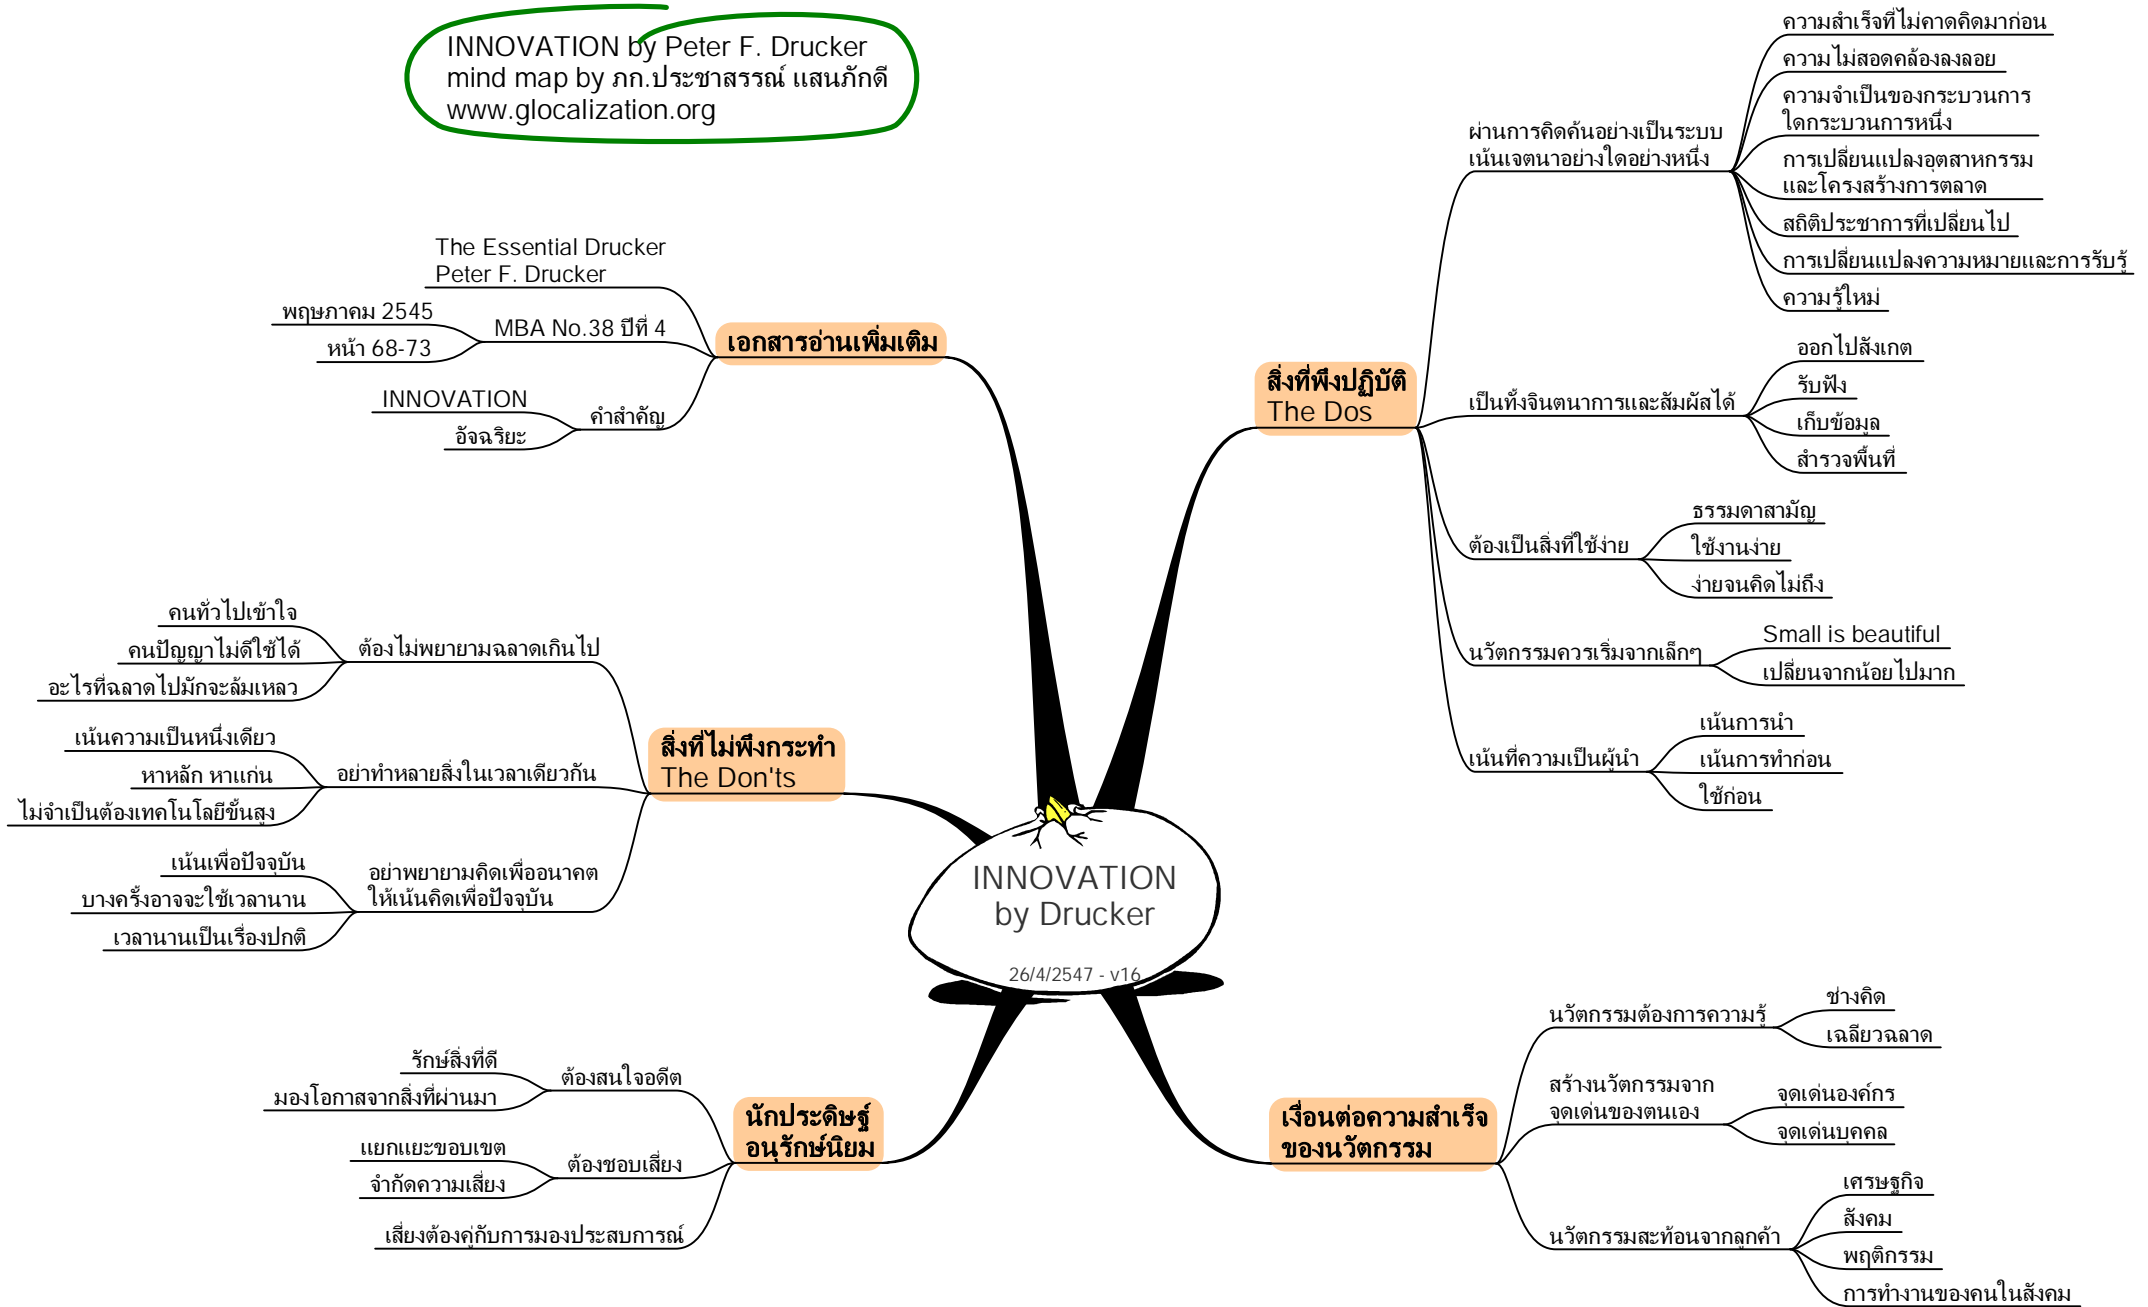 INNOVATION by Peter F. Drucker
mind map by ภก.ประชาสรรณ์ แสนภักดี
www.glocalization.org
INNOVATION
by Drucker
26/4/2547 - v16
สิ่งที่พึงปฏิบัติ
The Dos
ผ่านการคิดค้นอย่างเป็นระบบ
เน้นเจตนาอย่างใดอย่างหนึ่ง
ความสำเร็จที่ไม่คาดคิดมาก่อน
ความไม่สอดคล้องลงลอย
ความจำเป็นของกระบวนการ
ใดกระบวนการหนึ่ง
การเปลี่ยนแปลงอุตสาหกรรม
และโครงสร้างการตลาด
สถิติประชาการที่เปลี่ยนไป
การเปลี่ยนแปลงความหมายและการรับรู้
ความรู้ใหม่
เป็นทั้งจินตนาการและสัมผัสได้
ออกไปสังเกต
รับฟัง
เก็บข้อมูล
สำรวจพื้นที่
ต้องเป็นสิ่งที่ใช้ง่าย
ธรรมดาสามัญ
ใช้งานง่าย
ง่ายจนคิดไม่ถึง
นวัตกรรมควรเริ่มจากเล็กๆ
Small is beautiful
เปลี่ยนจากน้อยไปมาก
เน้นที่ความเป็นผู้นำ
เน้นการนำ
เน้นการทำก่อน
ใช้ก่อน
เงื่อนต่อความสำเร็จ
ของนวัตกรรม
นวัตกรรมต้องการความรู้
ช่างคิด
เฉลียวฉลาด
สร้างนวัตกรรมจาก
จุดเด่นของตนเอง
จุดเด่นองค์กร
จุดเด่นบุคคล
นวัตกรรมสะท้อนจากลูกค้า
เศรษฐกิจ
สังคม
พฤติกรรม
การทำงานของคนในสังคม
นักประดิษฐ์
อนุรักษ์นิยม
ต้องสนใจอดีต
รักษ์สิ่งที่ดี
มองโอกาสจากสิ่งที่ผ่านมา
ต้องชอบเสี่ยง
แยกแยะขอบเขต
จำกัดความเสี่ยง
เสี่ยงต้องคู่กับการมองประสบการณ์
สิ่งที่ไม่พึงกระทำ
The Don'ts
ต้องไม่พยายามฉลาดเกินไป
คนทั่วไปเข้าใจ
คนปัญญาไม่ดีใช้ได้
อะไรที่ฉลาดไปมักจะล้มเหลว
อย่าทำหลายสิ่งในเวลาเดียวกัน
เน้นความเป็นหนึ่งเดียว
หาหลัก หาแก่น
ไม่จำเป็นต้องเทคโนโลยีขั้นสูง
อย่าพยายามคิดเพื่ออนาคต
ให้เน้นคิดเพื่อปัจจุบัน
เน้นเพื่อปัจจุบัน
บางครั้งอาจจะใช้เวลานาน
เวลานานเป็นเรื่องปกติ
เอกสารอ่านเพิ่มเติม
The Essential Drucker
Peter F. Drucker
MBA No.38 ปีที่ 4
พฤษภาคม 2545
หน้า 68-73
คำสำคัญ
INNOVATION
อัจฉริยะ